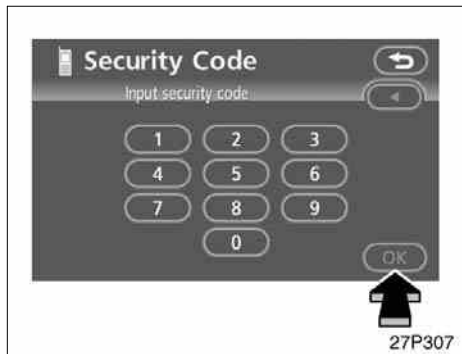 Security Code
Input security code
1 2 3
4 5 6
7 8 9
0
OK
27P307